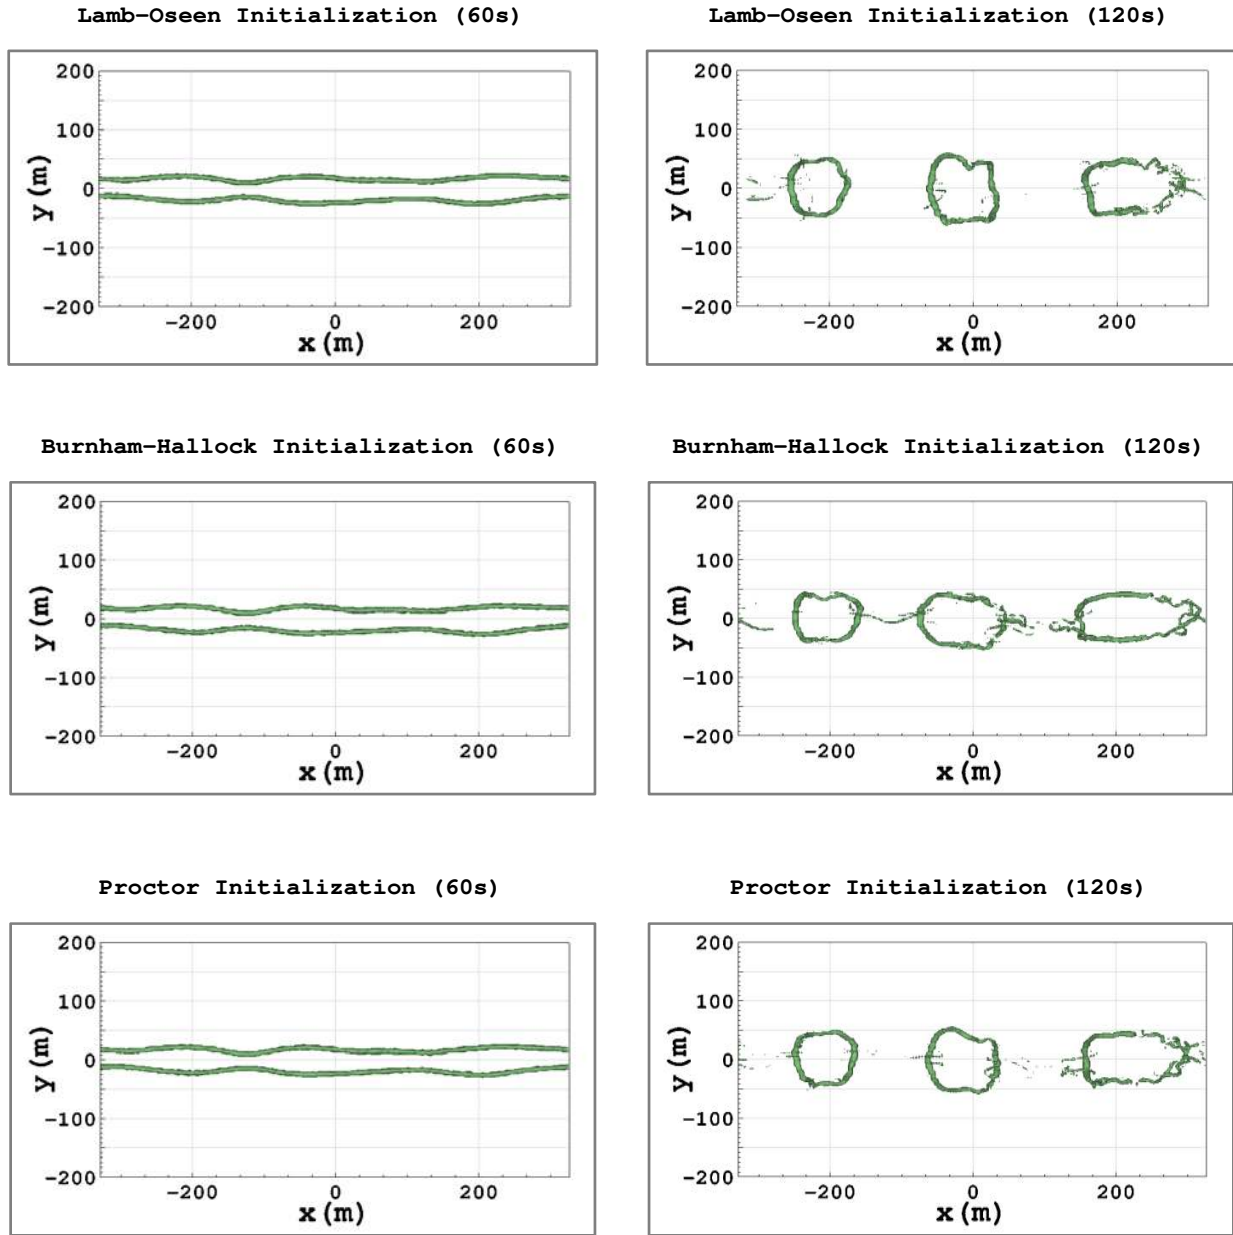 Lamb-Oseen Initialization (60s)
Lamb-Oseen Initialization (120s)
200
100
0
-100
-200
y (m)
-200 0 200
x (m)
200
100
0
-100
-200
y (m)
-200 0 200
x (m)
Burnham-Hallock Initialization (60s)
Burnham-Hallock Initialization (120s)
200
100
0
-100
-200
y (m)
-200 0 200
x (m)
200
100
0
-100
-200
y (m)
-200 0 200
x (m)
Proctor Initialization (60s)
Proctor Initialization (120s)
200
100
0
-100
-200
y (m)
-200 0 200
x (m)
200
100
0
-100
-200
y (m)
-200 0 200
x (m)